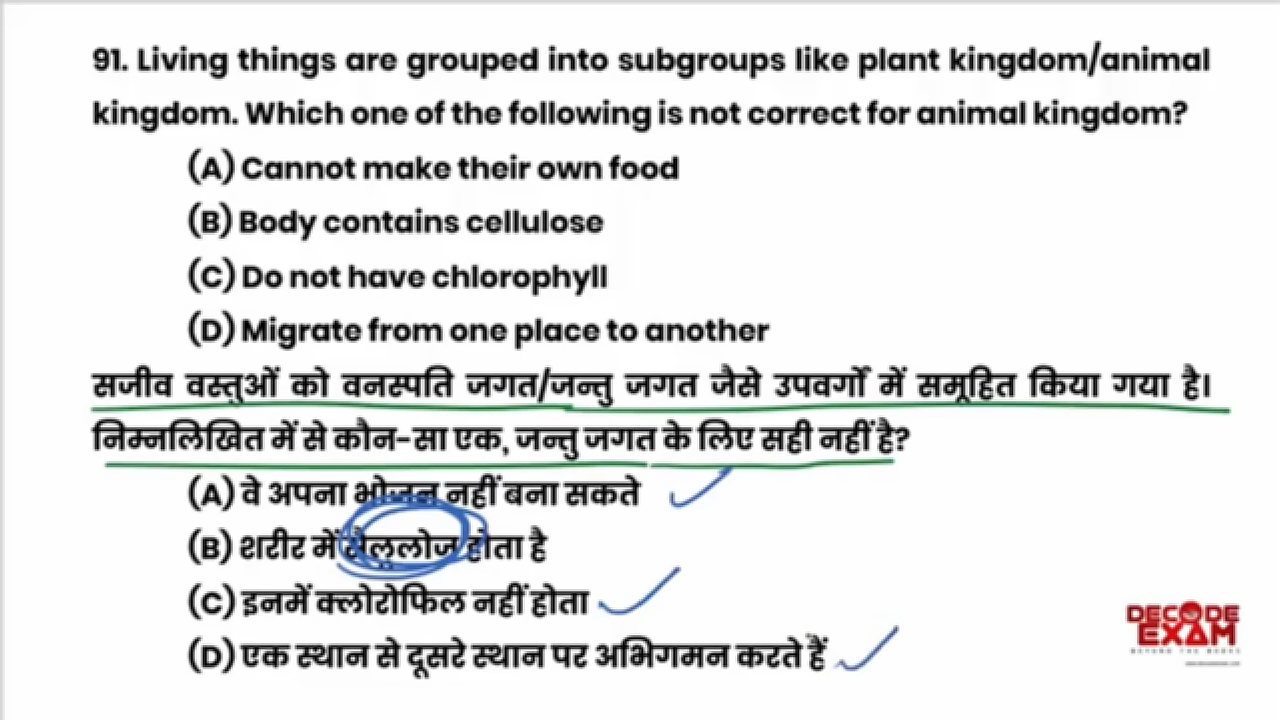 91. Living things are grouped into subgroups like plant kingdom/animal
kingdom. Which one of the following is not correct for animal kingdom?
(A) Cannot make their own food
(B) Body contains cellulose
(C) Do not have chlorophyll
(D) Migrate from one place to another
सजीव वस्तुओं को वनस्पति जगत/जन्तु जगत जैसे उपवर्गों में समूहित किया गया है।
निम्नलिखित में से कौन-सा एक, जन्तु जगत के लिए सही नहीं है?
(A) वे अपना भोजन नहीं बना सकते
(B) शरीर में सैलूलोज होता है
(C) इनमें क्लोरोफिल नहीं होता
(D) एक स्थान से दूसरे स्थान पर अभिगमन करते हैं
DECODE
EXAM
BEYOND THE BOOKS